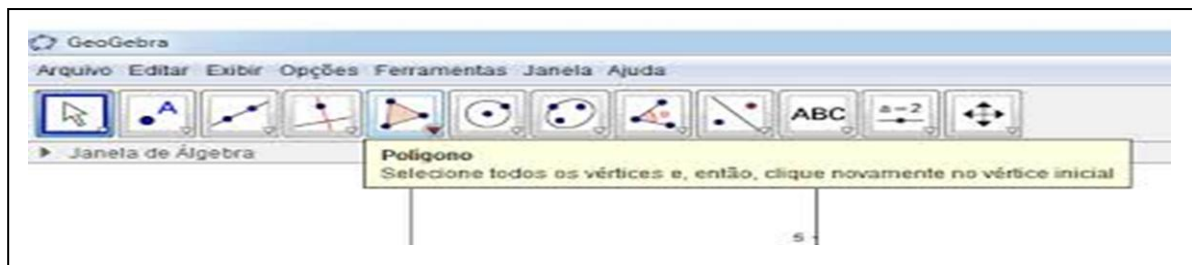 GeoGebra
Arquivo Editar Exibir Opções Ferramentas Janela Ajuda
A ABC a=2
Janela de Álgebra
Polígono
Selecione todos os vértices e, então, clique novamente no vértice inicial
5